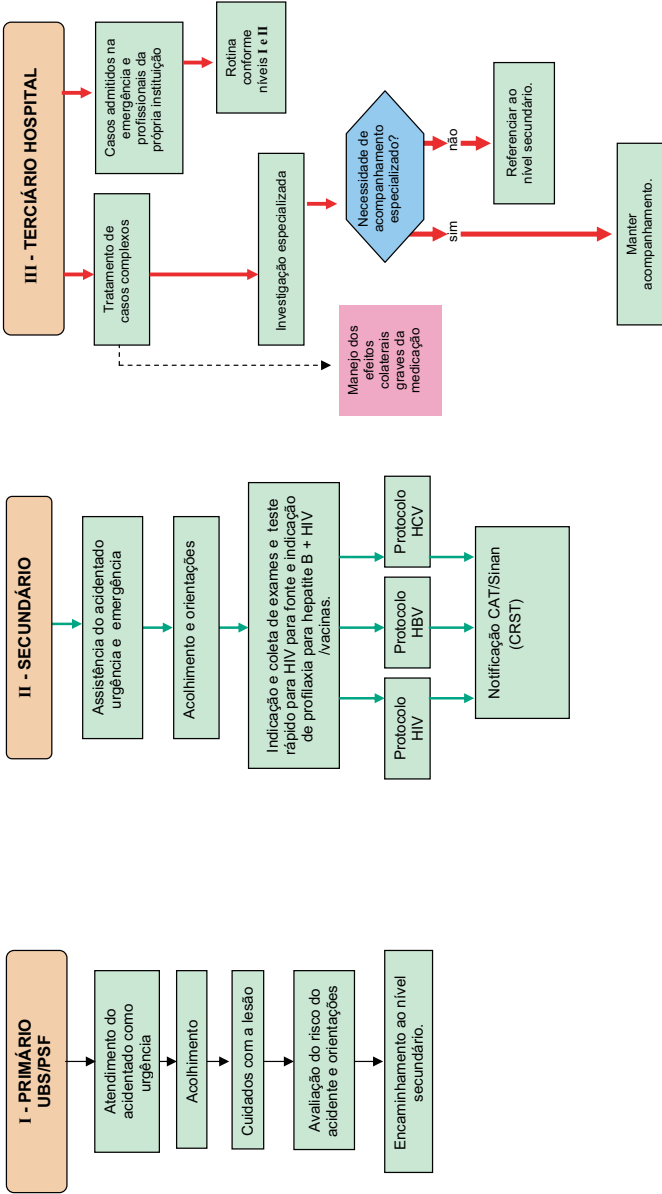 I - PRIMÁRIO
UBS/PSF
Atendimento do
acidentado como
urgência
Acolhimento
Cuidados com a lesão
Avaliação do risco do
acidente e orientações
Encaminhamento ao nível
secundário.
II - SECUNDÁRIO
Assistência do acidentado
urgência e emergência
Acolhimento e orientações
Indicação e coleta de exames e teste
rápido para HIV para fonte e indicação
de profilaxia para hepatite B + HIV
/vacinas.
Protocolo
HIV
Protocolo
HBV
Protocolo
HCV
Notificação CAT/Sinan
(CRST)
III - TERCIÁRIO HOSPITAL
Tratamento de
casos complexos
Casos admitidos na
emergência e
profissionais da
própria instituição
Rotina
conforme
níveis I e II
Investigação especializada
Manejo dos
efeitos
colaterais
graves da
medicação
Necessidade de
acompanhamento
especializado?
sim
não
Referenciar ao
nível secundário.
Manter
acompanhamento.